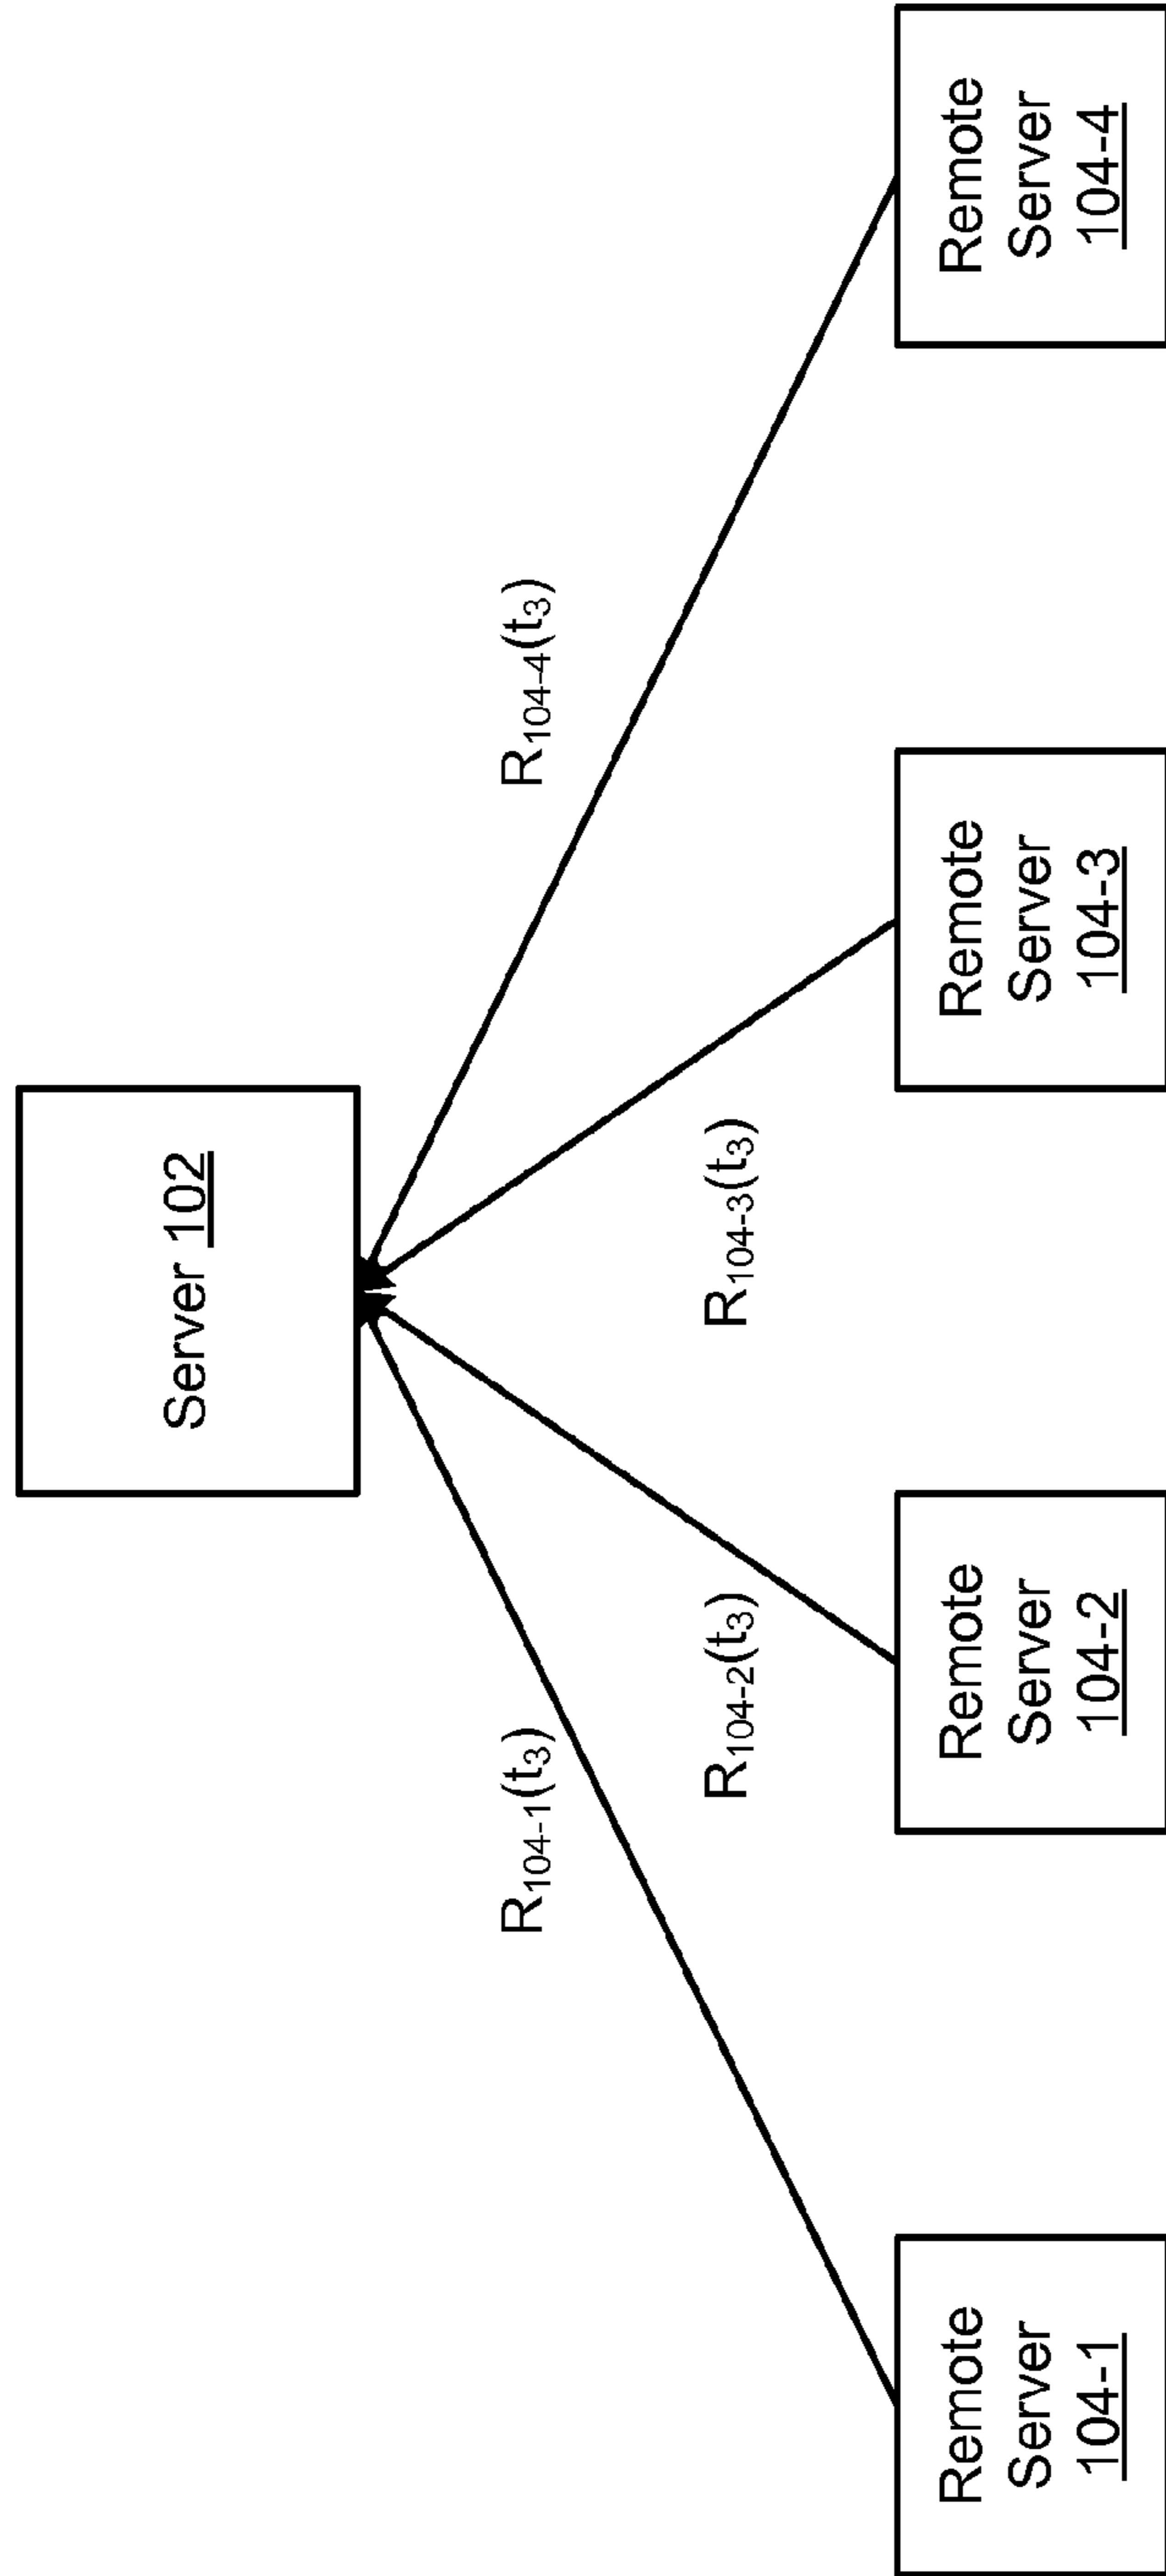 Server 102
R104-1(t3)
R104-4(t3)
R104-2(t3)
R104-3(t3)
Remote
Server
104-1
Remote
Server
104-2
Remote
Server
104-3
Remote
Server
104-4